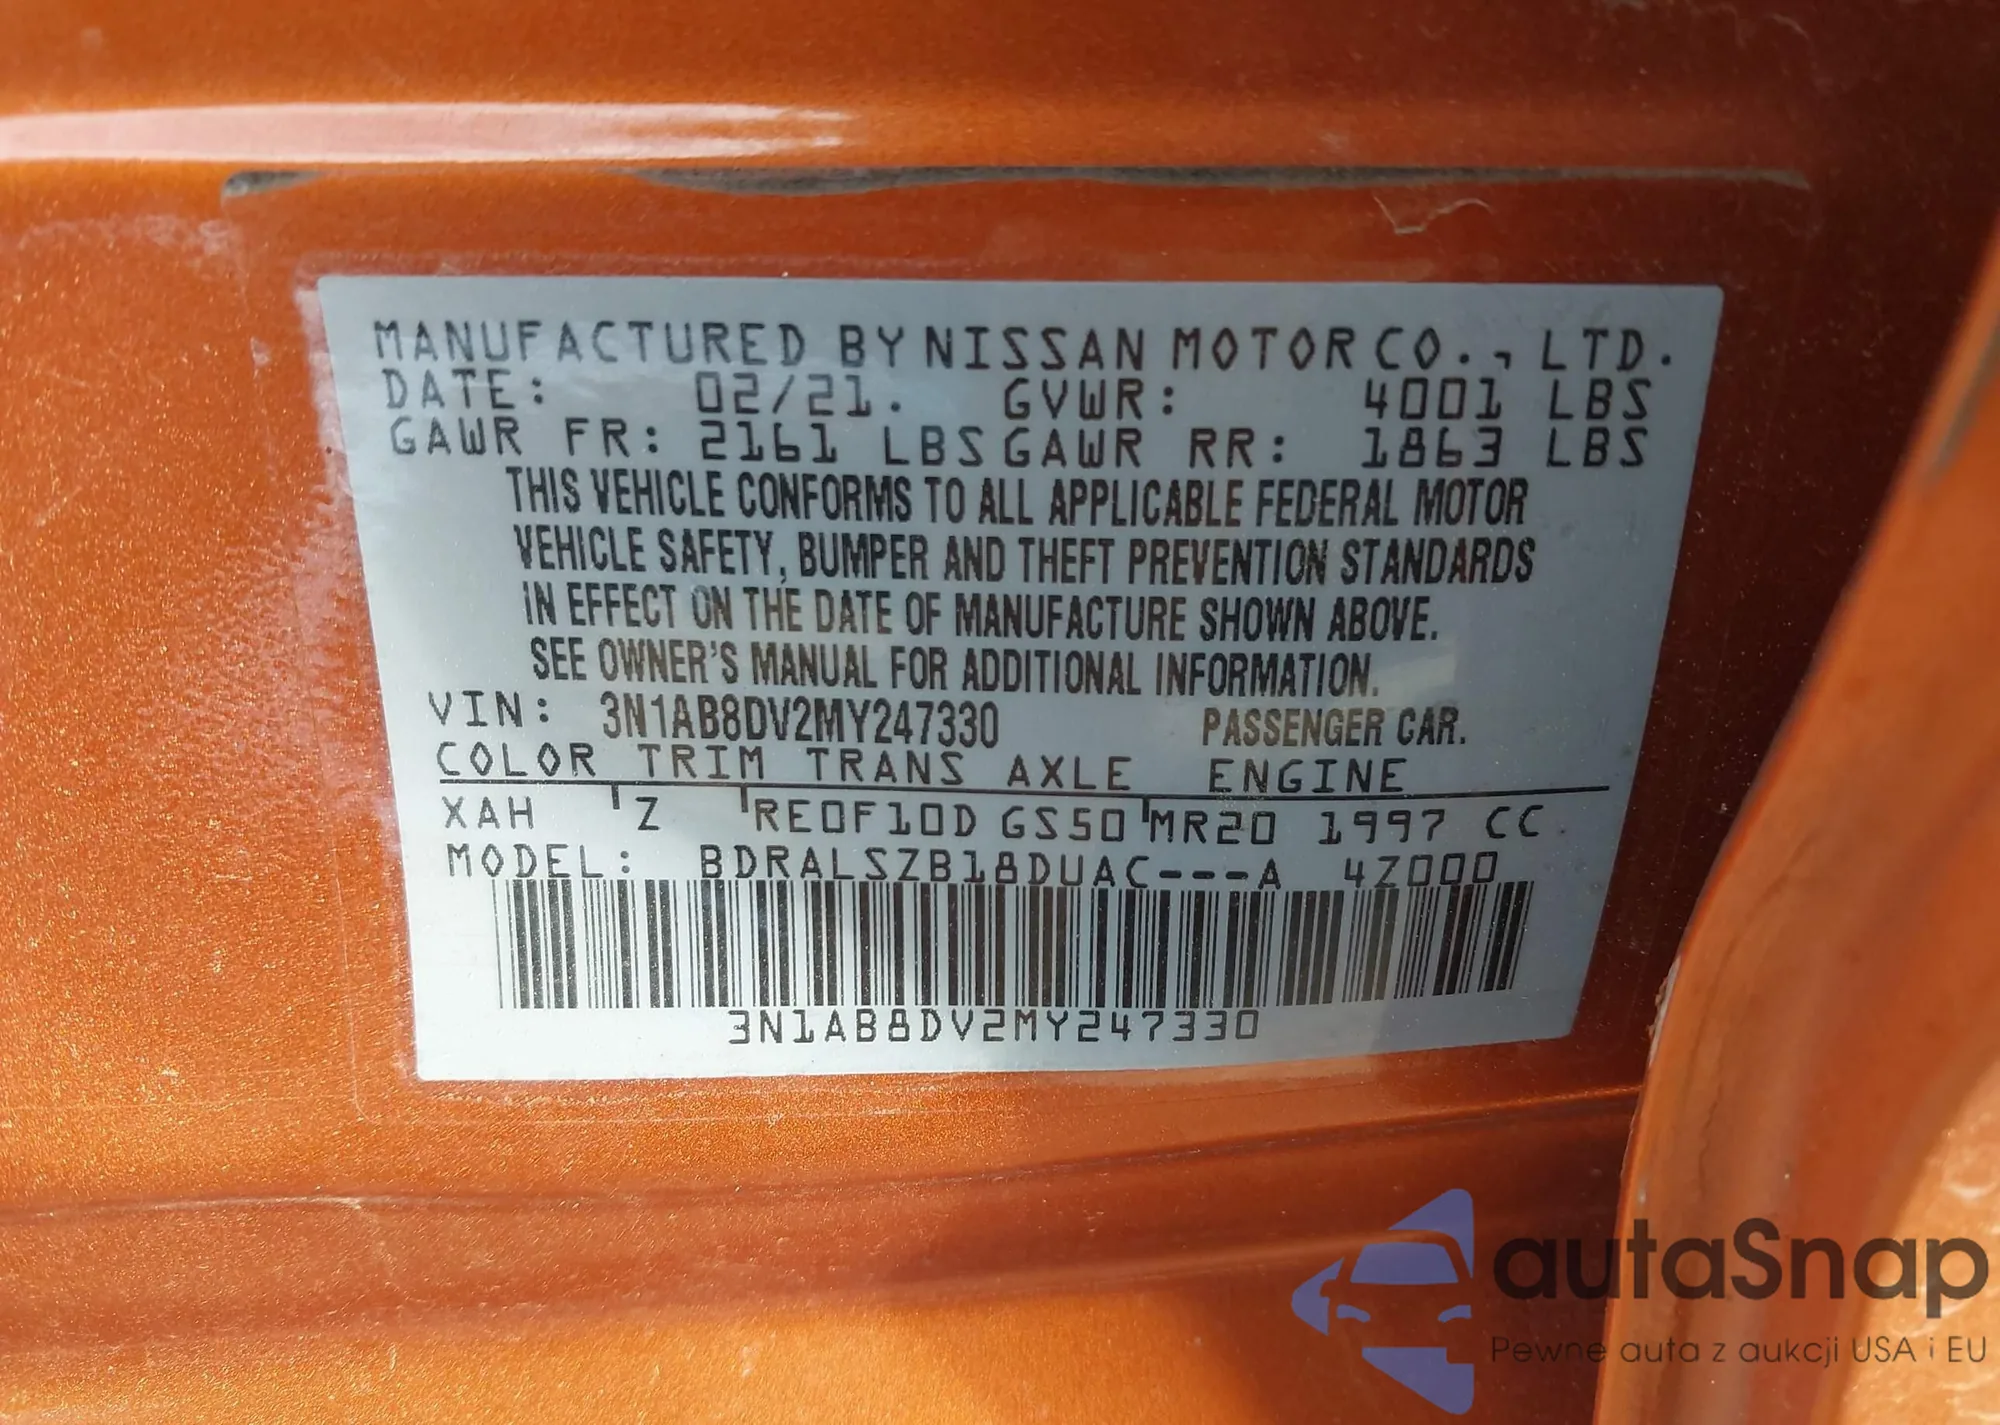 MANUFACTURED BY NISSAN MOTOR CO., LTD.
DATE: 02/21. GVWR: 4001 LBS
GAWR FR: 2161 LBS GAWR RR: 1863 LBS
THIS VEHICLE CONFORMS TO ALL APPLICABLE FEDERAL MOTOR
VEHICLE SAFETY, BUMPER AND THEFT PREVENTION STANDARDS
IN EFFECT ON THE DATE OF MANUFACTURE SHOWN ABOVE.
SEE OWNER'S MANUAL FOR ADDITIONAL INFORMATION.
VIN: 3N1AB8DV2MY247330 PASSENGER CAR.
COLOR TRIM TRANS AXLE ENGINE
XAH Z RE0F10D GS50 MR20 1997 CC
MODEL: BDRALSZB18DUAC---A 4Z000
3N1AB8DV2MY247330
autaSnap
Pewne auta z aukcji USA i EU